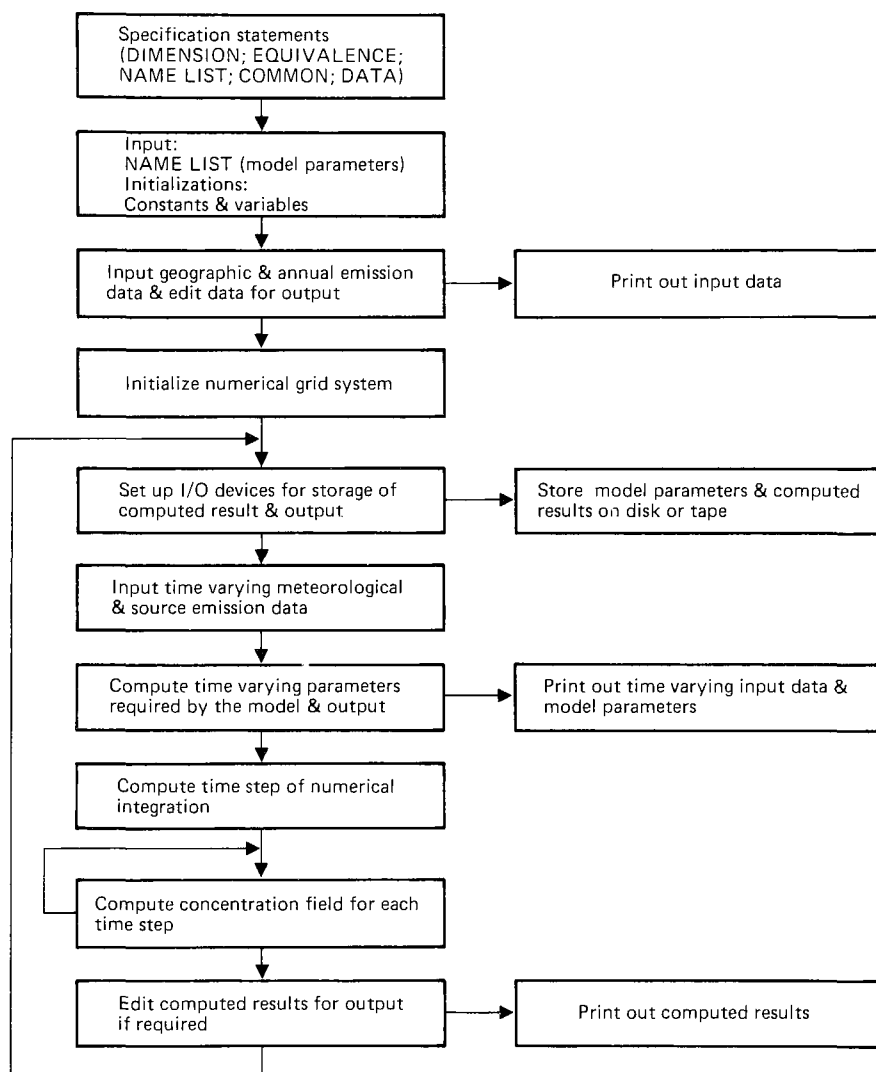 Specification statements
(DIMENSION; EQUIVALENCE;
NAME LIST; COMMON; DATA)
Input:
NAME LIST (model parameters)
Initializations:
Constants & variables
Input geographic & annual emission
data & edit data for output
Print out input data
Initialize numerical grid system
Set up I/O devices for storage of
computed result & output
Store model parameters & computed
results on disk or tape
Input time varying meteorological
& source emission data
Compute time varying parameters
required by the model & output
Print out time varying input data &
model parameters
Compute time step of numerical
integration
Compute concentration field for each
time step
Edit computed results for output
if required
Print out computed results